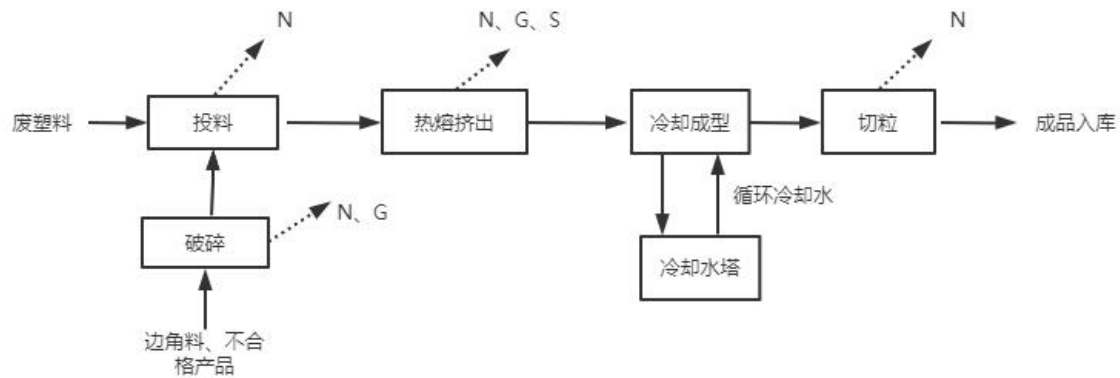 N
N、G、S
N
废塑料
投料
热熔挤出
冷却成型
切粒
成品入库
循环冷却水
N、G
破碎
冷却水塔
边角料、不合
格产品